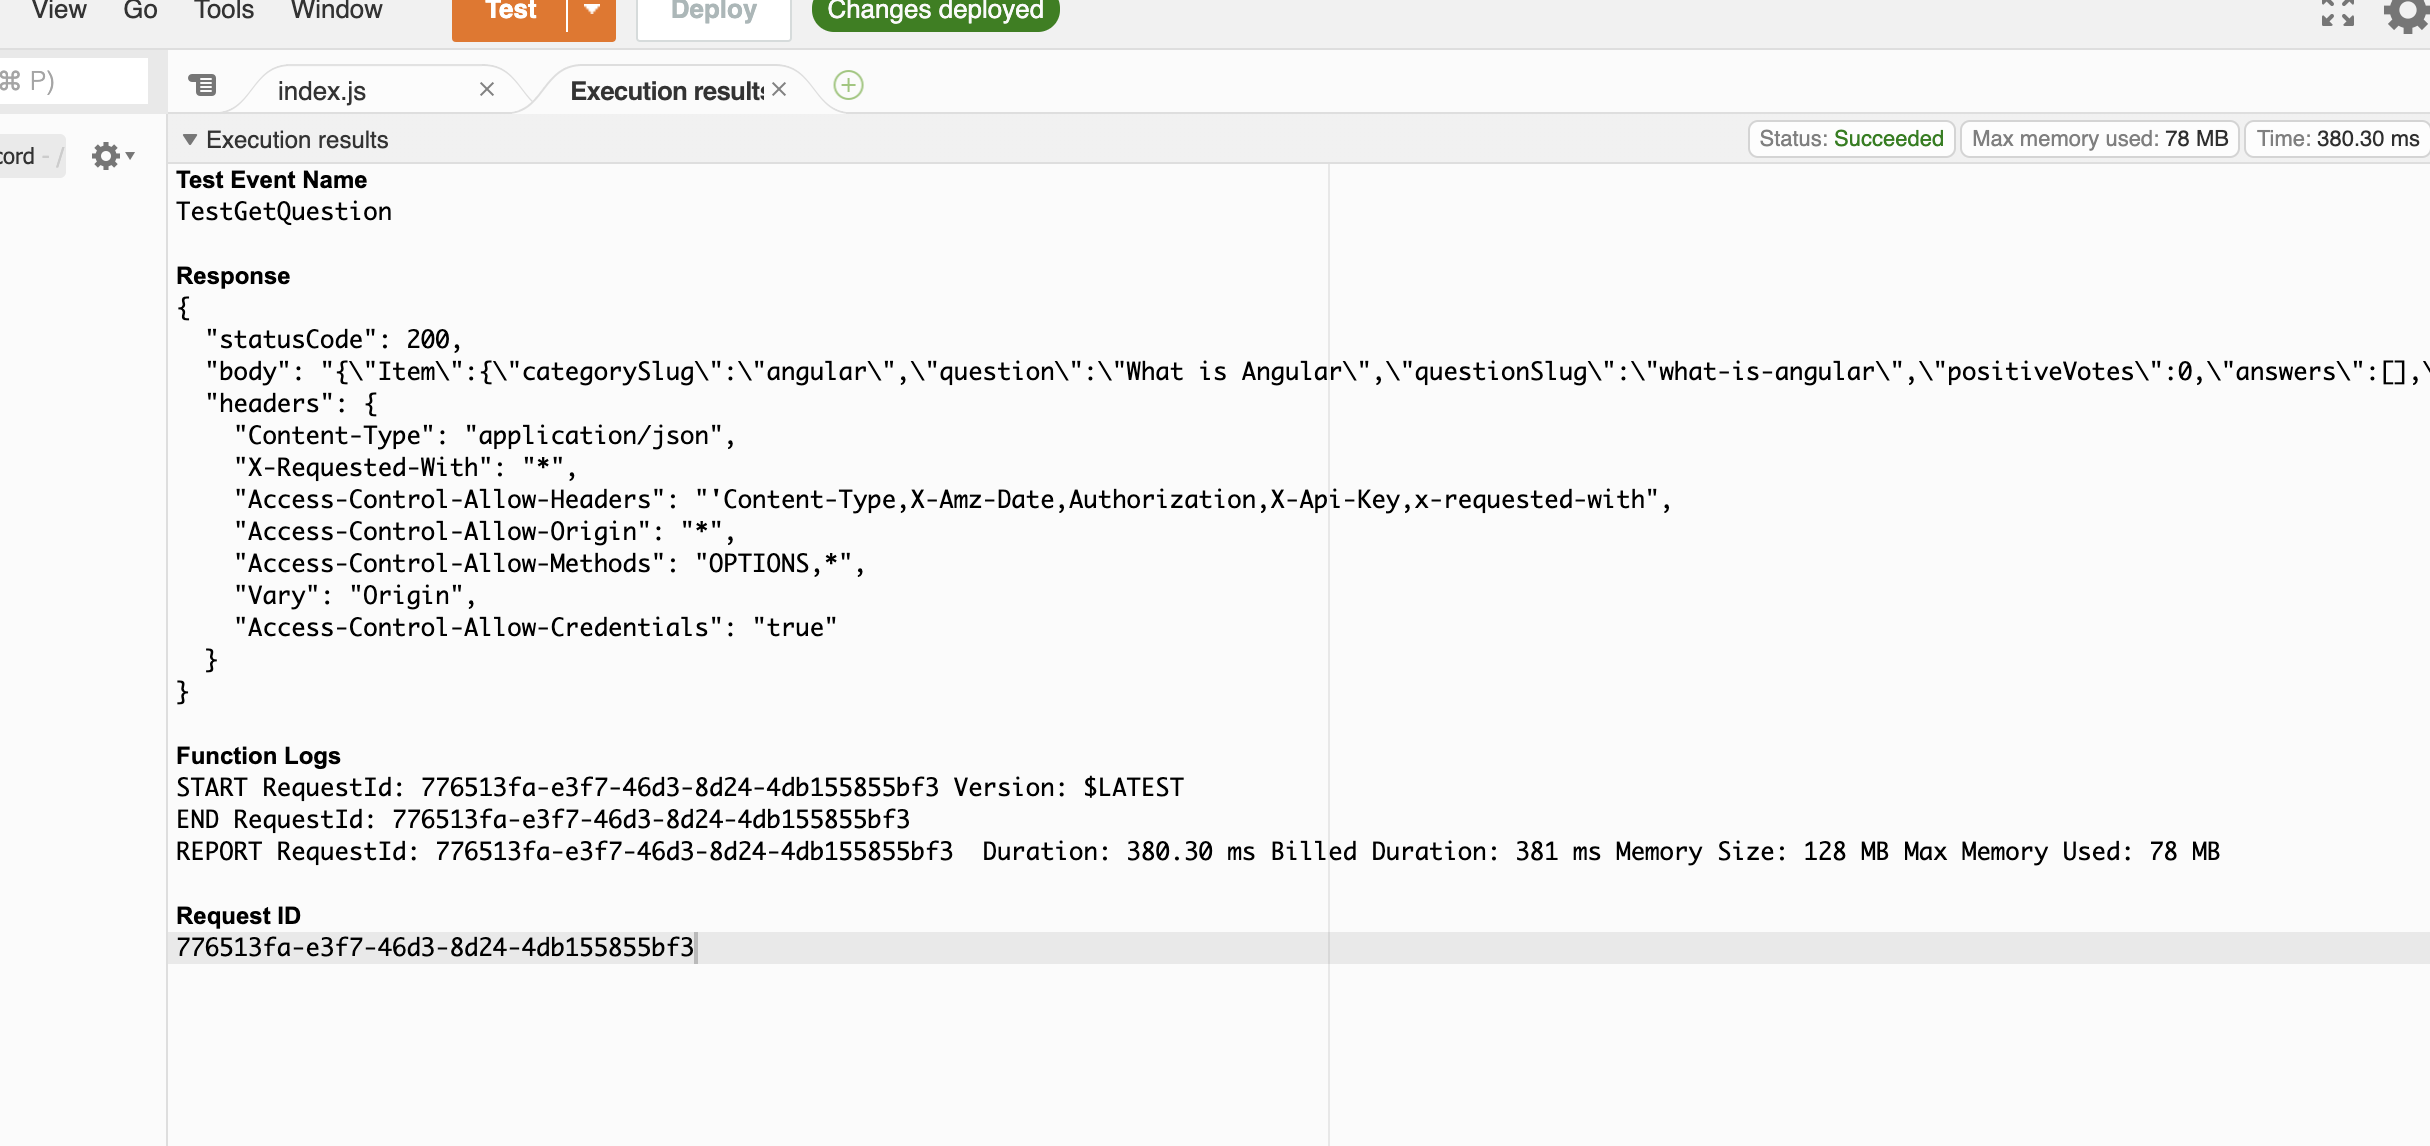 View Go Tools Window Test Deploy Changes deployed
⌘ P)
index.js × Execution results ×
cord - /
Execution results Status: Succeeded Max memory used: 78 MB Time: 380.30 ms
Test Event Name
TestGetQuestion
Response
{
  "statusCode": 200,
  "body": "{\"Item\":{\"categorySlug\":\"angular\",\"question\":\"What is Angular\",\"questionSlug\":\"what-is-angular\",\"positiveVotes\":0,\"answers\":[],\
  "headers": {
    "Content-Type": "application/json",
    "X-Requested-With": "*",
    "Access-Control-Allow-Headers": "'Content-Type,X-Amz-Date,Authorization,X-Api-Key,x-requested-with",
    "Access-Control-Allow-Origin": "*",
    "Access-Control-Allow-Methods": "OPTIONS,*",
    "Vary": "Origin",
    "Access-Control-Allow-Credentials": "true"
  }
}
Function Logs
START RequestId: 776513fa-e3f7-46d3-8d24-4db155855bf3 Version: $LATEST
END RequestId: 776513fa-e3f7-46d3-8d24-4db155855bf3
REPORT RequestId: 776513fa-e3f7-46d3-8d24-4db155855bf3  Duration: 380.30 ms Billed Duration: 381 ms Memory Size: 128 MB Max Memory Used: 78 MB
Request ID
776513fa-e3f7-46d3-8d24-4db155855bf3